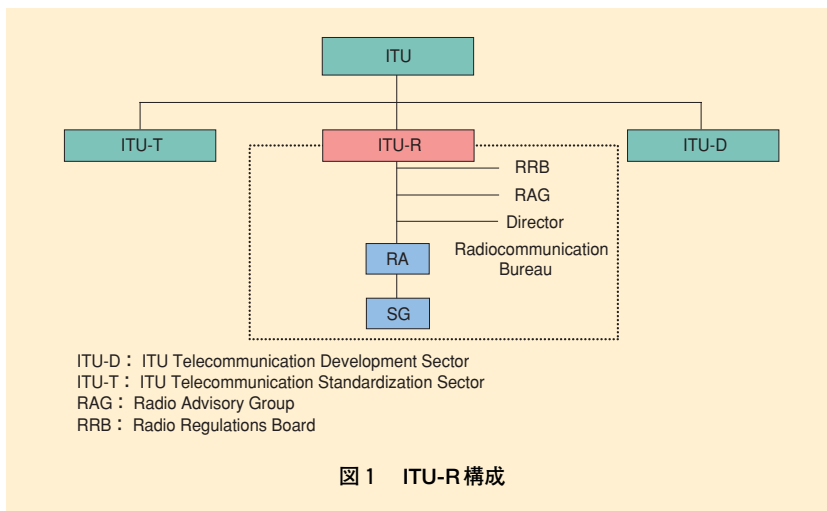 ITU
ITU-T
ITU-R
ITU-D
RRB
RAG
Director
Radiocommunication
Bureau
RA
SG
ITU-D： ITU Telecommunication Development Sector
ITU-T： ITU Telecommunication Standardization Sector
RAG： Radio Advisory Group
RRB： Radio Regulations Board
図1　ITU-R構成